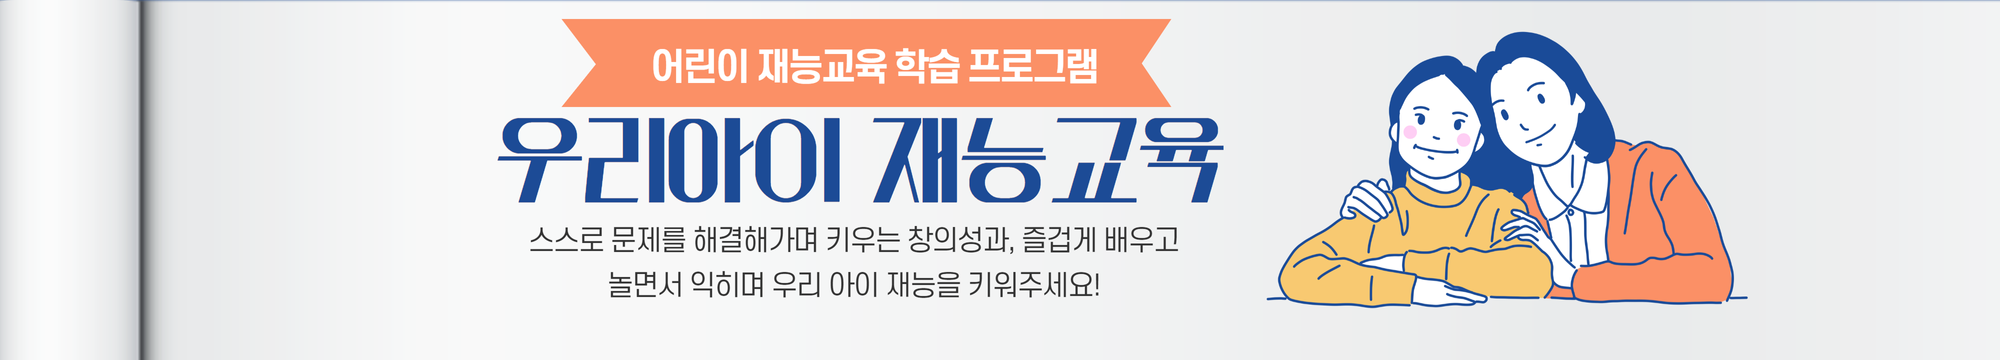 어린이 재능교육 학습 프로그램
우리아이 재능교육
스스로 문제를 해결해가며 키우는 창의성과, 즐겁게 배우고
놀면서 익히며 우리 아이 재능을 키워주세요!